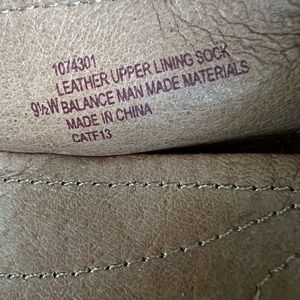 1074301
LEATHER UPPER LINING SOCK
9½W BALANCE MAN MADE MATERIALS
MADE IN CHINA
CATF13